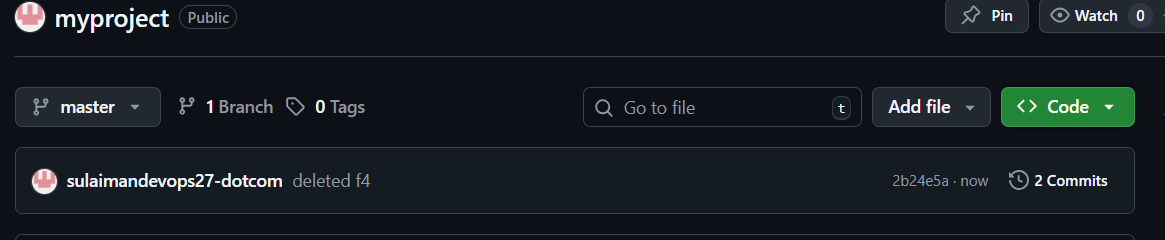 myproject Public Pin Watch 0
master 1 Branch 0 Tags Go to file t Add file Code
sulaimandevops27-dotcom deleted f4 2b24e5a · now 2 Commits